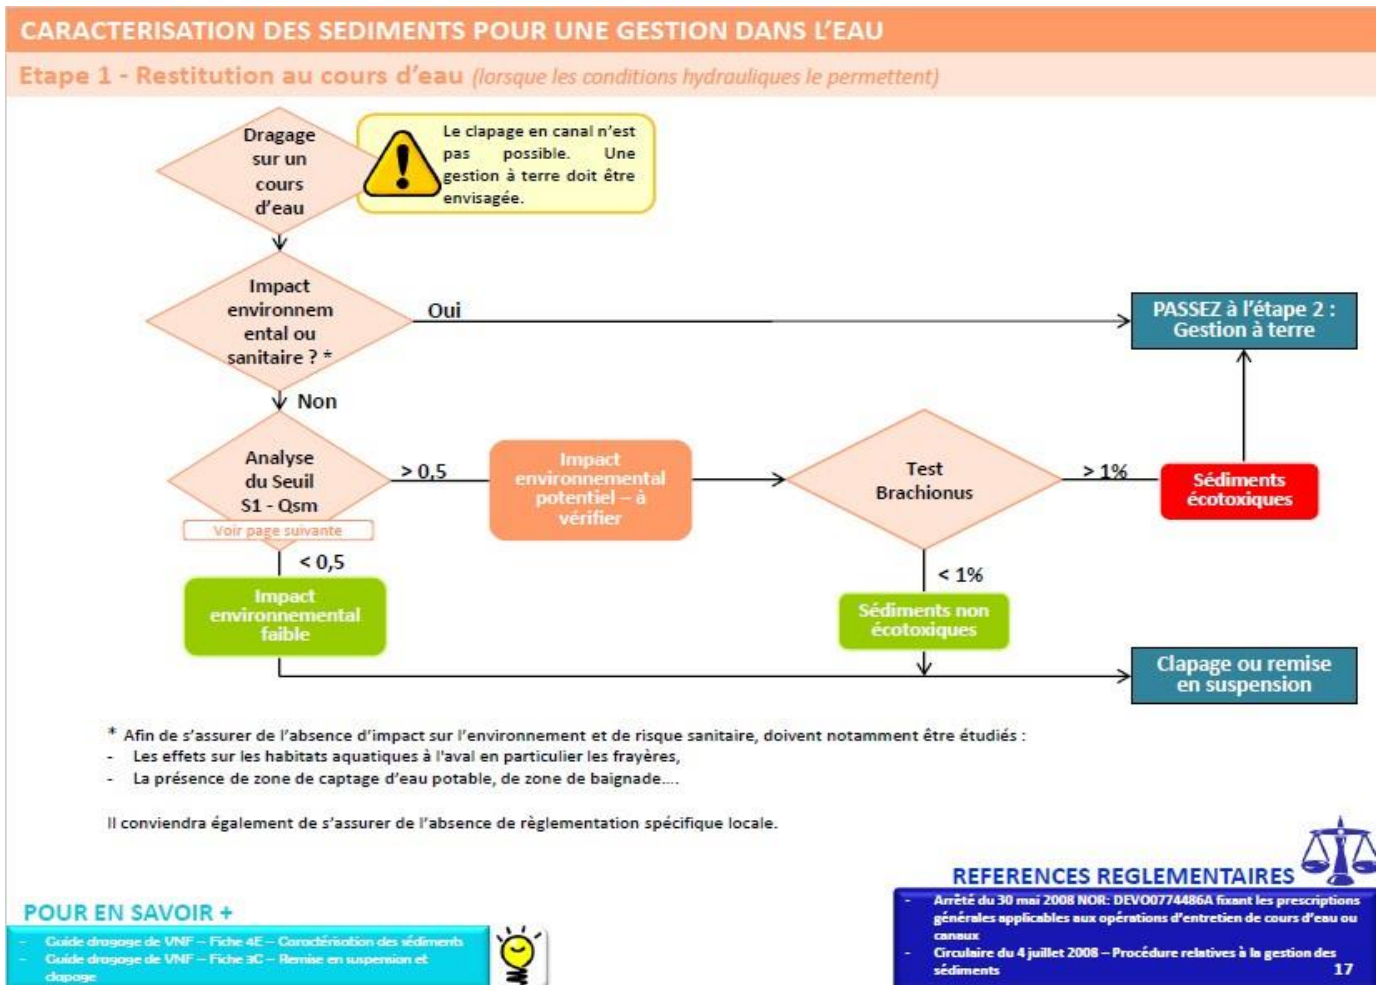 CARACTERISATION DES SEDIMENTS POUR UNE GESTION DANS L'EAU
Etape 1 - Restitution au cours d'eau (lorsque les conditions hydrauliques le permettent)
Dragage
sur un
cours
d'eau
Le clapage en canal n'est
pas possible. Une
gestion à terre doit être
envisagée.
Impact
environnem
ental ou
sanitaire ? *
Oui
PASSEZ à l'étape 2 :
Gestion à terre
Non
Analyse
du Seuil
S1 - Qsm
Voir page suivante
> 0,5
Impact
environnemental
potentiel – à
vérifier
Test
Brachionus
> 1%
Sédiments
écotoxiques
< 0,5
Impact
environnemental
faible
< 1%
Sédiments non
écotoxiques
Clapage ou remise
en suspension
* Afin de s'assurer de l'absence d'impact sur l'environnement et de risque sanitaire, doivent notamment être étudiés :
- Les effets sur les habitats aquatiques à l'aval en particulier les frayères,
- La présence de zone de captage d'eau potable, de zone de baignade....
Il conviendra également de s'assurer de l'absence de règlementation spécifique locale.
POUR EN SAVOIR +
- Guide dragage de VNF – Fiche 4E – Caractérisation des sédiments
- Guide dragage de VNF – Fiche 3C – Remise en suspension et
clapage
REFERENCES REGLEMENTAIRES
- Arrêté du 30 mai 2008 NOR: DEVO0774486A fixant les prescriptions
générales applicables aux opérations d'entretien de cours d'eau ou
canaux
- Circulaire du 4 juillet 2008 – Procédure relatives à la gestion des
sédiments
17